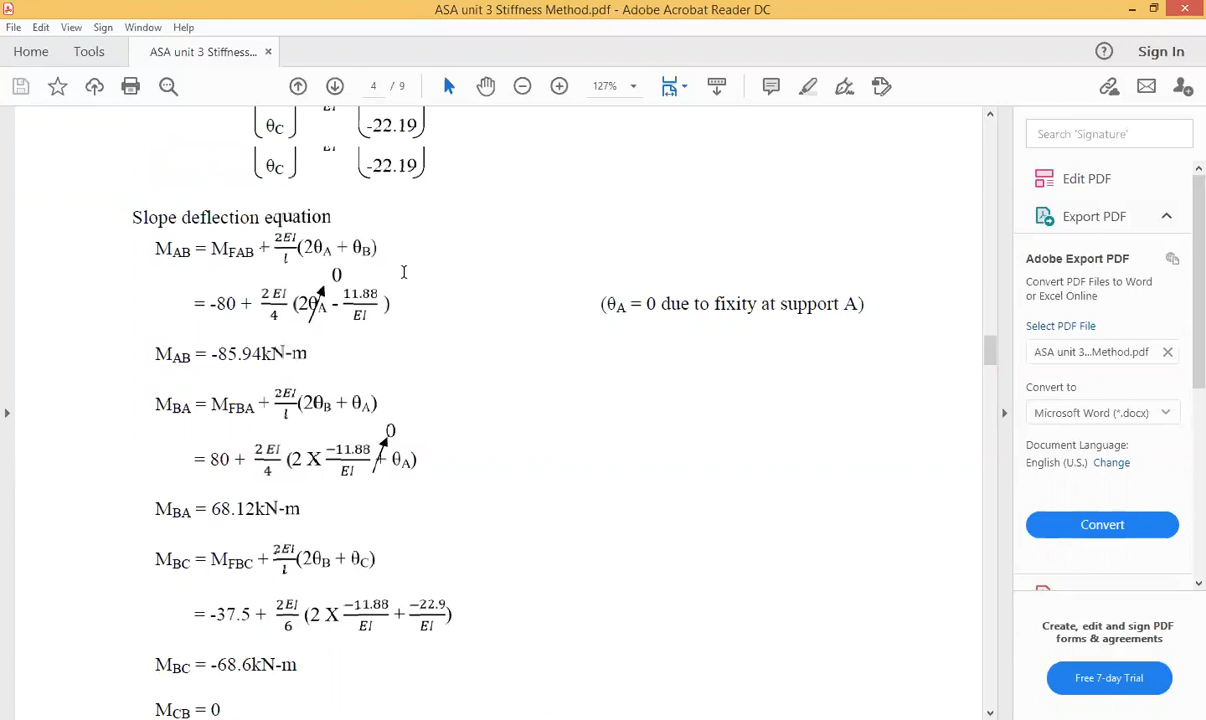 ASA unit 3 Stiffness Method.pdf - Adobe Acrobat Reader DC
File Edit View Sign Window Help
Home Tools ASA unit 3 Stiffness... × Sign In
4 / 9 127%
θC EI -22.19
θC -22.19
Slope deflection equation
MAB = MFAB + 2EI/l (2θA + θB)
0
= -80 + 2 EI/4 (2θA - 11.88/EI ) (θA = 0 due to fixity at support A)
MAB = -85.94kN-m
MBA = MFBA + 2EI/l (2θB + θA)
0
= 80 + 2 EI/4 (2 X −11.88/EI + θA)
MBA = 68.12kN-m
MBC = MFBC + 2EI/l (2θB + θC)
= -37.5 + 2EI/6 (2 X −11.88/EI + −22.9/EI)
MBC = -68.6kN-m
MCB = 0
Search 'Signature'
Edit PDF
Export PDF
Adobe Export PDF
Convert PDF Files to Word
or Excel Online
Select PDF File
ASA unit 3...Method.pdf ×
Convert to
Microsoft Word (*.docx)
Document Language:
English (U.S.) Change
Convert
Create, edit and sign PDF
forms & agreements
Free 7-day Trial